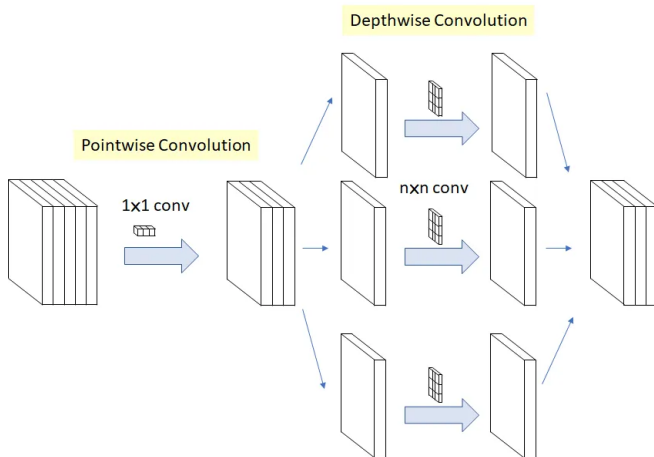 Depthwise Convolution
Pointwise Convolution
1x1 conv
nxn conv